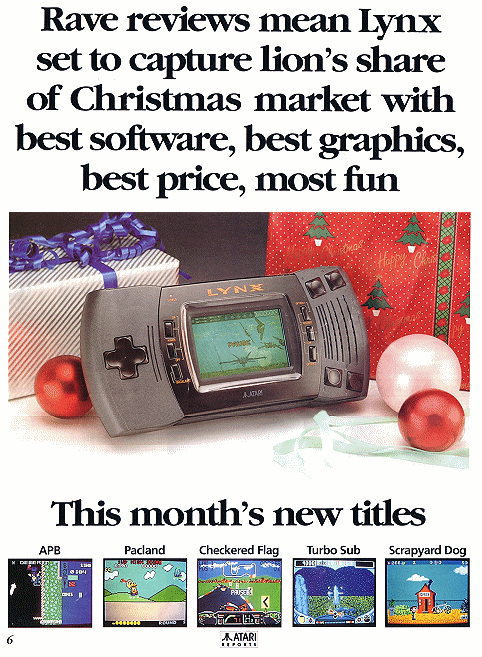 Rave reviews mean Lynx
set to capture lion's share
of Christmas market with
best software, best graphics,
best price, most fun
LYNX
ATARI
This month's new titles
APB
Pacland
Checkered Flag
Turbo Sub
Scrapyard Dog
PAUSE
ROUND
6
ATARI
REPORTS